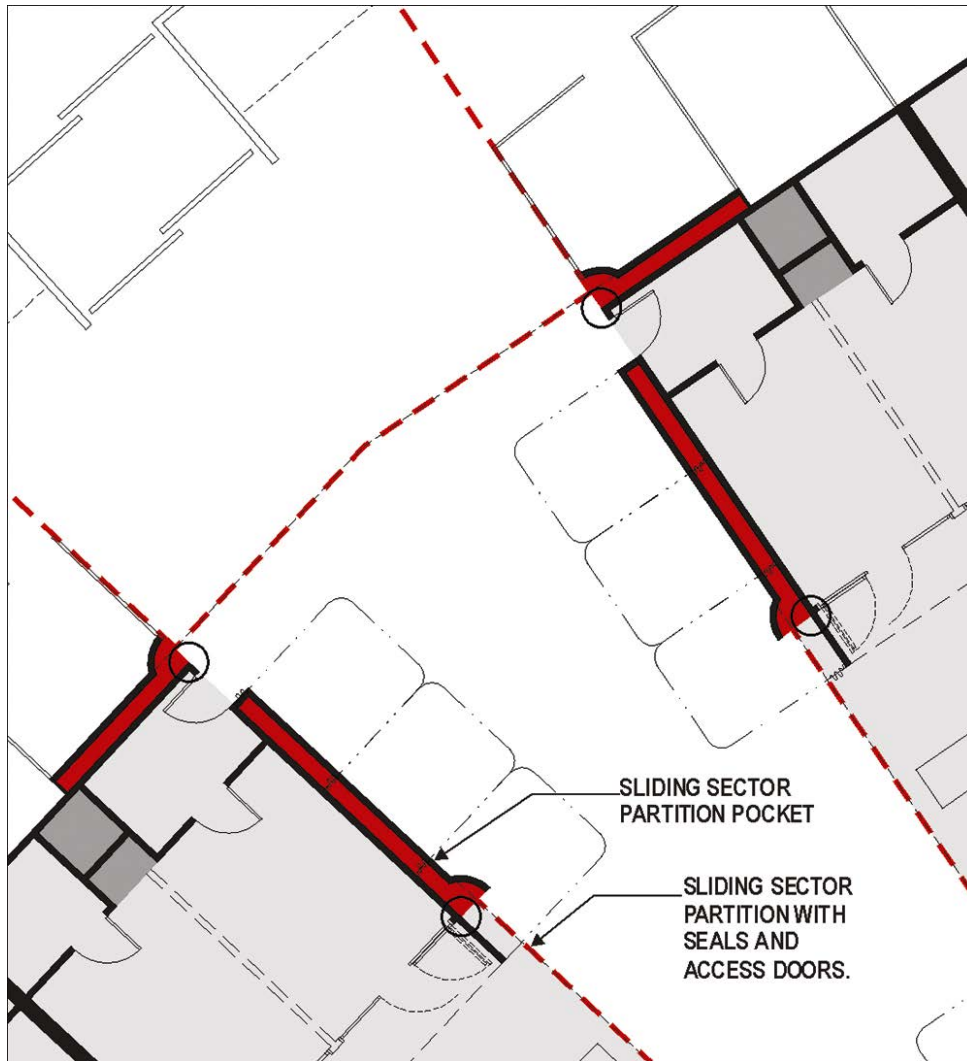 SLIDING SECTOR
PARTITION POCKET
SLIDING SECTOR
PARTITION WITH
SEALS AND
ACCESS DOORS.